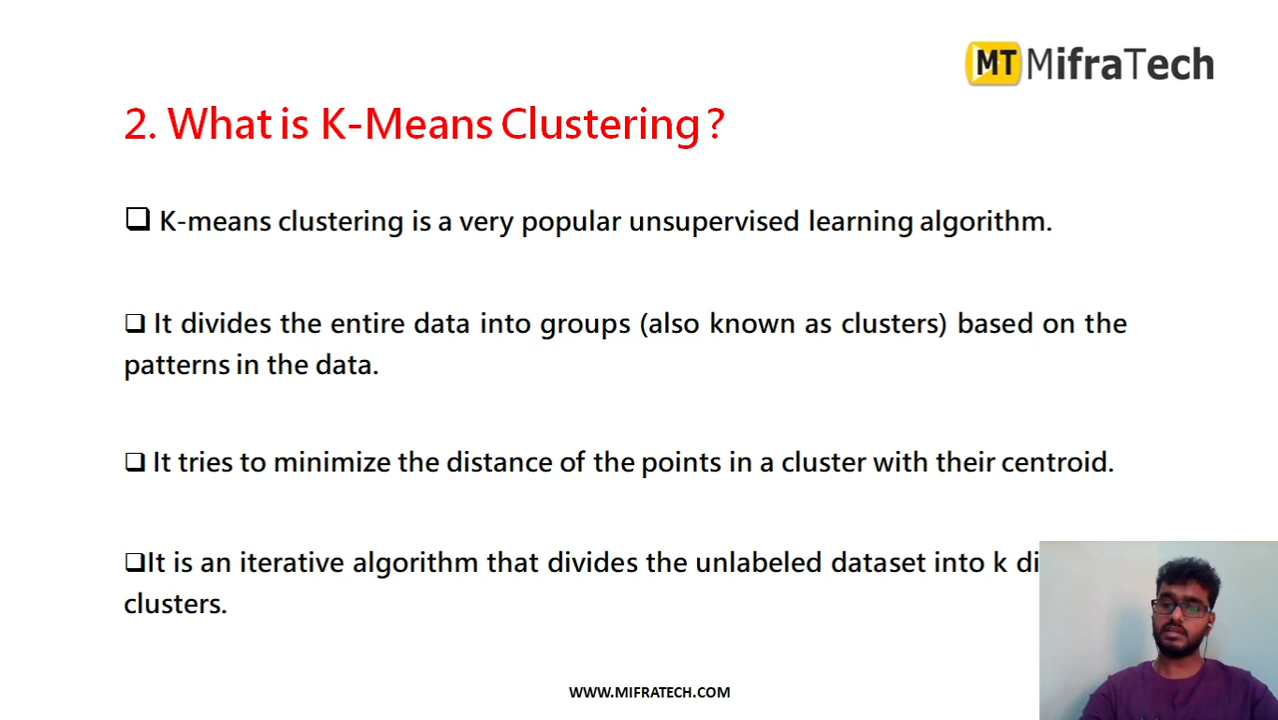 MT MifraTech
2. What is K-Means Clustering ?
K-means clustering is a very popular unsupervised learning algorithm.
It divides the entire data into groups (also known as clusters) based on the
patterns in the data.
It tries to minimize the distance of the points in a cluster with their centroid.
It is an iterative algorithm that divides the unlabeled dataset into k
clusters.
WWW.MIFRATECH.COM